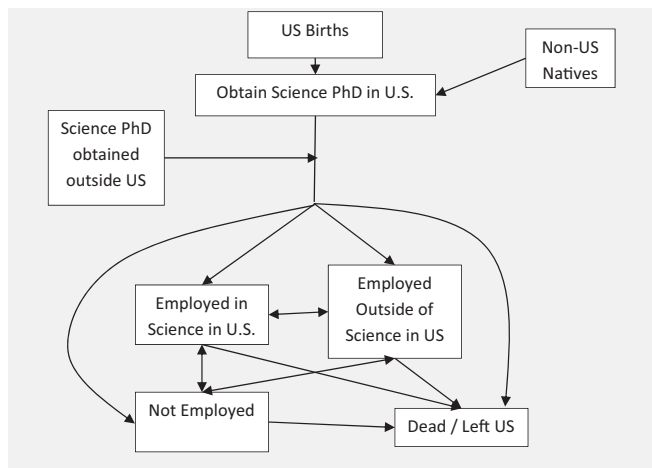 US Births
Non-US
Natives
Obtain Science PhD in U.S.
Science PhD
obtained
outside US
Employed
Outside of
Science in US
Employed in
Science in U.S.
Not Employed
Dead / Left US